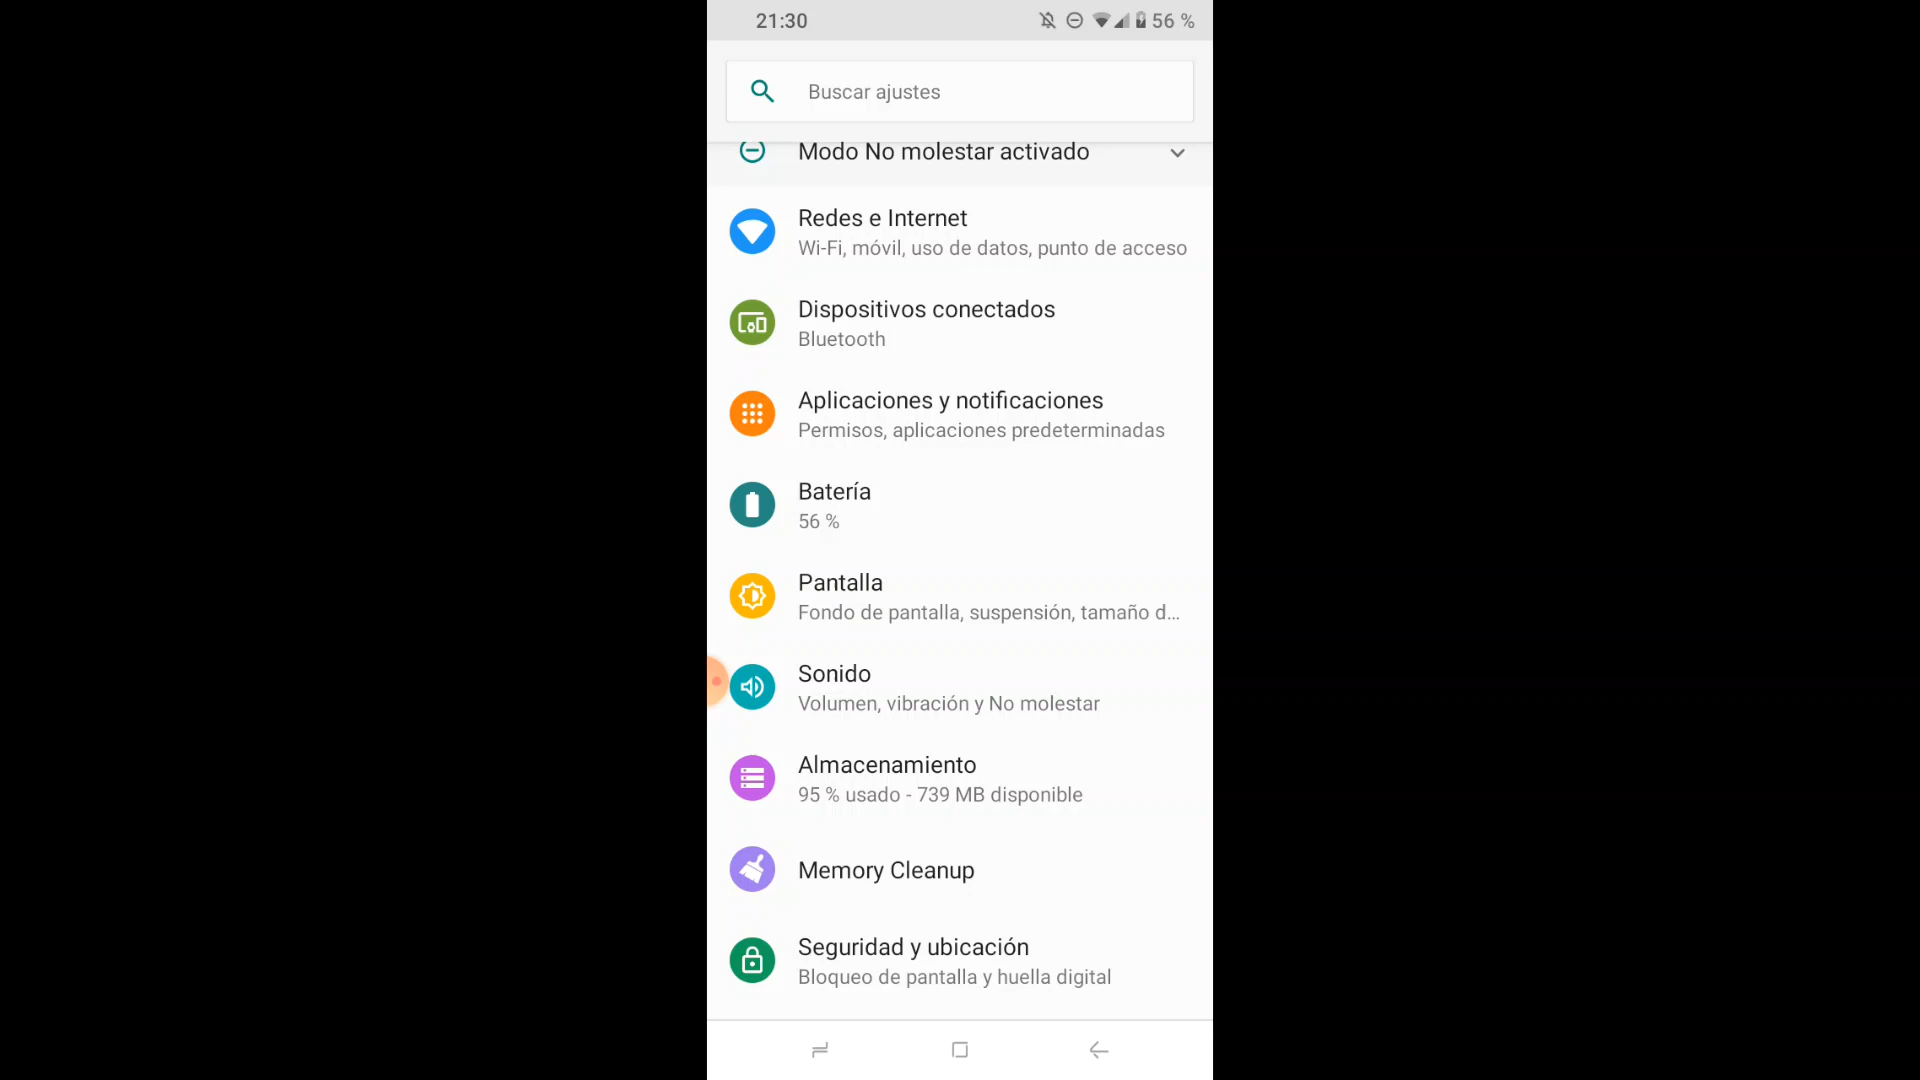 21:30
56 %
Buscar ajustes
Modo No molestar activado
Redes e Internet
Wi-Fi, móvil, uso de datos, punto de acceso
Dispositivos conectados
Bluetooth
Aplicaciones y notificaciones
Permisos, aplicaciones predeterminadas
Batería
56 %
Pantalla
Fondo de pantalla, suspensión, tamaño d...
Sonido
Volumen, vibración y No molestar
Almacenamiento
95 % usado - 739 MB disponible
Memory Cleanup
Seguridad y ubicación
Bloqueo de pantalla y huella digital